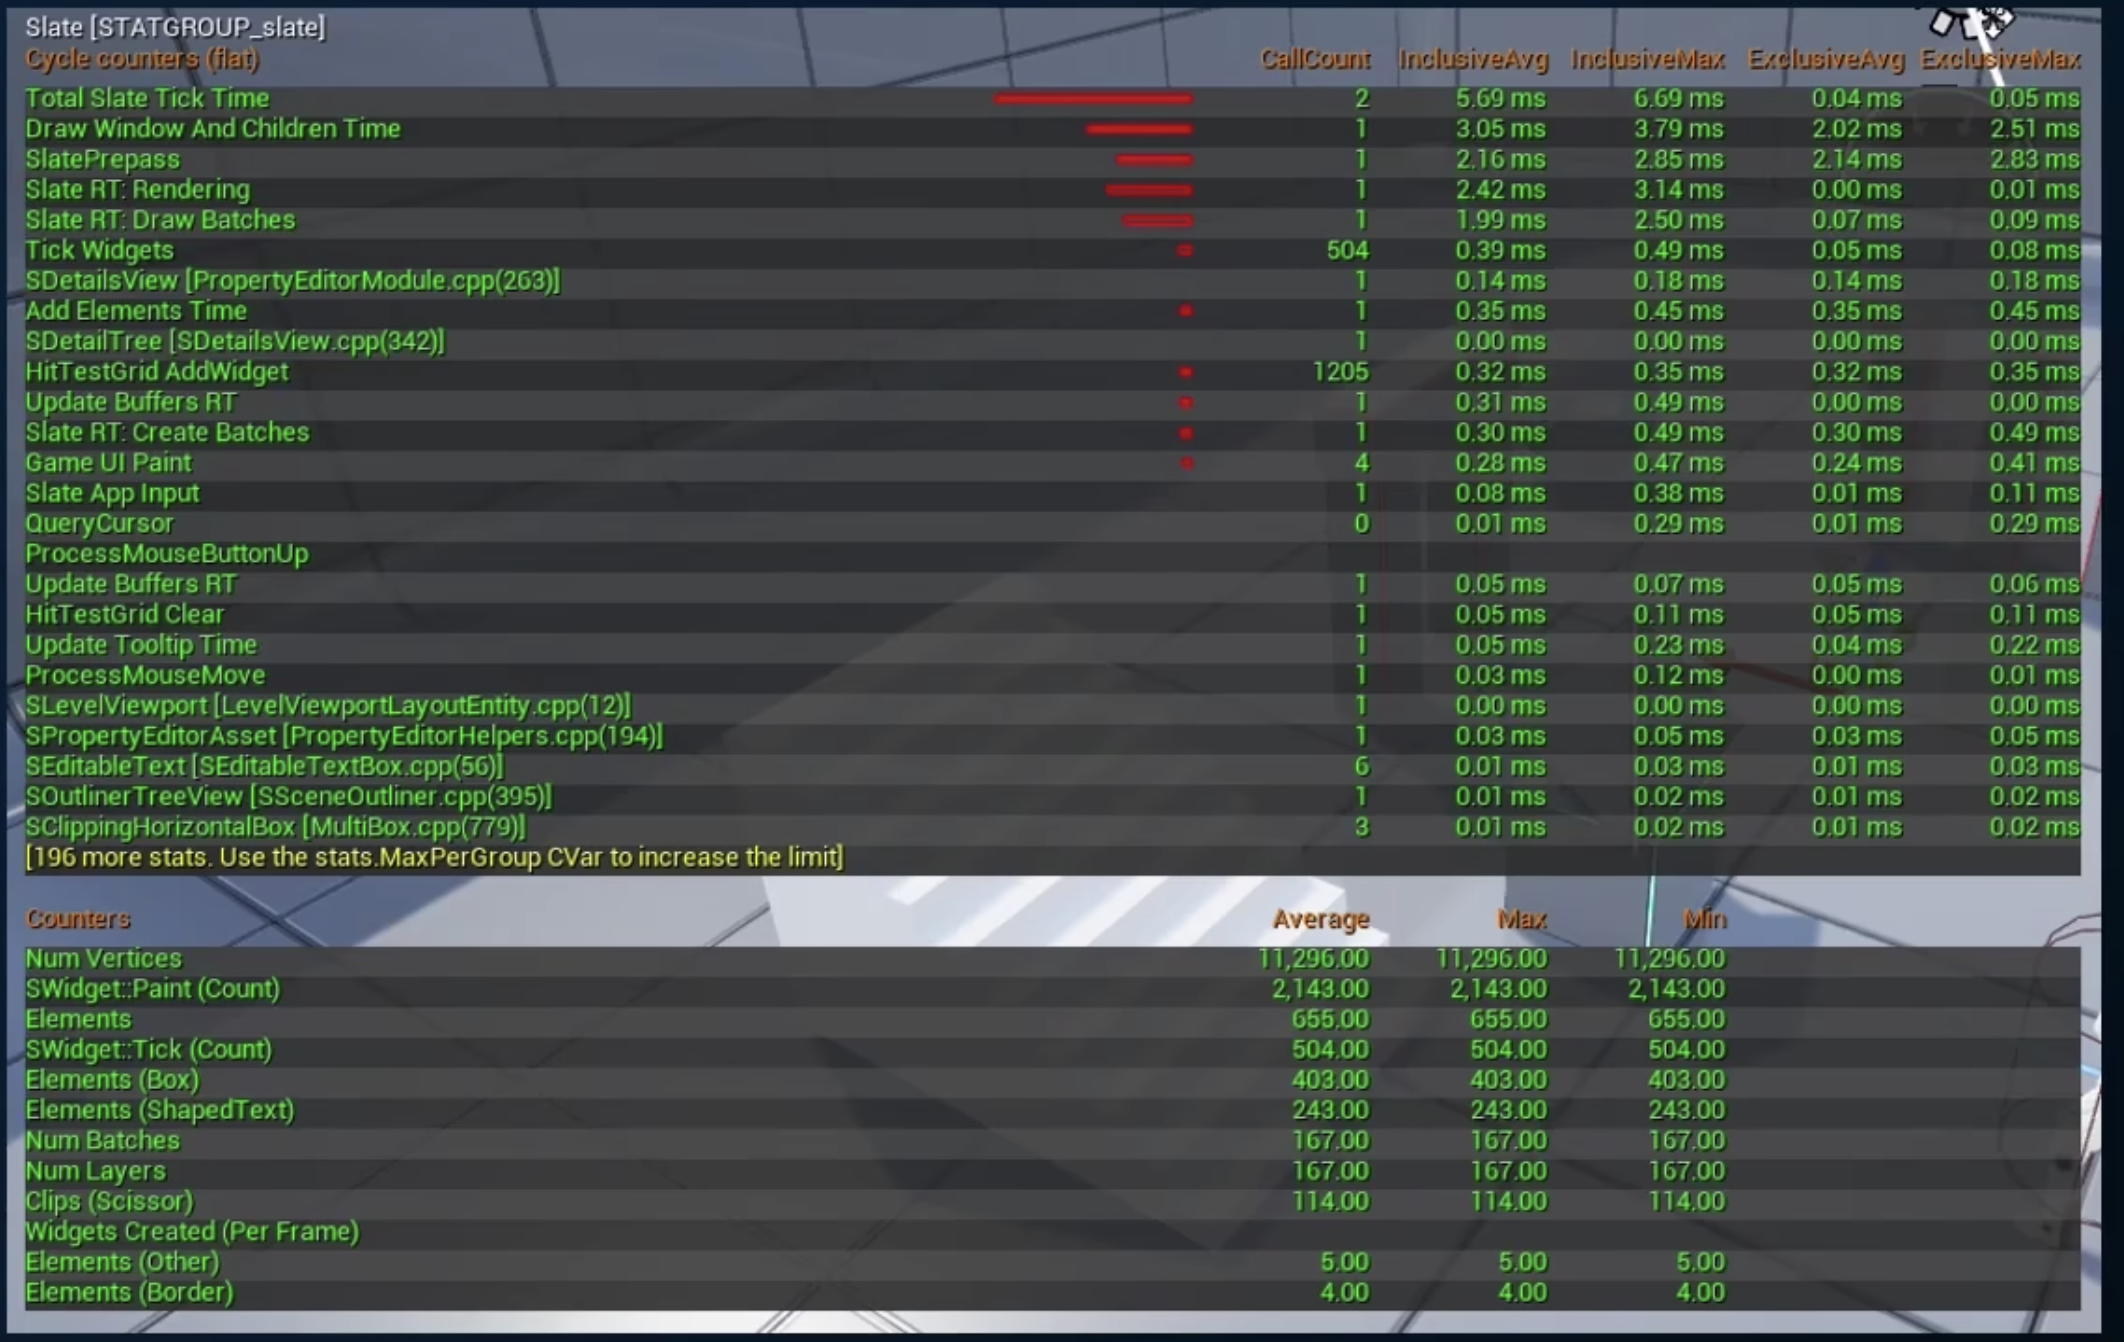 Slate [STATGROUP_slate]
Cycle counters (flat) CallCount InclusiveAvg InclusiveMax ExclusiveAvg ExclusiveMax
Total Slate Tick Time 2 5.69 ms 6.69 ms 0.04 ms 0.05 ms
Draw Window And Children Time 1 3.05 ms 3.79 ms 2.02 ms 2.51 ms
SlatePrepass 1 2.16 ms 2.85 ms 2.14 ms 2.83 ms
Slate RT: Rendering 1 2.42 ms 3.14 ms 0.00 ms 0.01 ms
Slate RT: Draw Batches 1 1.99 ms 2.50 ms 0.07 ms 0.09 ms
Tick Widgets 504 0.39 ms 0.49 ms 0.05 ms 0.08 ms
SDetailsView [PropertyEditorModule.cpp(263)] 1 0.14 ms 0.18 ms 0.14 ms 0.18 ms
Add Elements Time 1 0.35 ms 0.45 ms 0.35 ms 0.45 ms
SDetailTree [SDetailsView.cpp(342)] 1 0.00 ms 0.00 ms 0.00 ms 0.00 ms
HitTestGrid AddWidget 1205 0.32 ms 0.35 ms 0.32 ms 0.35 ms
Update Buffers RT 1 0.31 ms 0.49 ms 0.00 ms 0.00 ms
Slate RT: Create Batches 1 0.30 ms 0.49 ms 0.30 ms 0.49 ms
Game UI Paint 4 0.28 ms 0.47 ms 0.24 ms 0.41 ms
Slate App Input 1 0.08 ms 0.38 ms 0.01 ms 0.11 ms
QueryCursor 0 0.01 ms 0.29 ms 0.01 ms 0.29 ms
ProcessMouseButtonUp
Update Buffers RT 1 0.05 ms 0.07 ms 0.05 ms 0.06 ms
HitTestGrid Clear 1 0.05 ms 0.11 ms 0.05 ms 0.11 ms
Update Tooltip Time 1 0.05 ms 0.23 ms 0.04 ms 0.22 ms
ProcessMouseMove 1 0.03 ms 0.12 ms 0.00 ms 0.01 ms
SLevelViewport [LevelViewportLayoutEntity.cpp(12)] 1 0.00 ms 0.00 ms 0.00 ms 0.00 ms
SPropertyEditorAsset [PropertyEditorHelpers.cpp(194)] 1 0.03 ms 0.05 ms 0.03 ms 0.05 ms
SEditableText [SEditableTextBox.cpp(56)] 6 0.01 ms 0.03 ms 0.01 ms 0.03 ms
SOutlinerTreeView [SSceneOutliner.cpp(395)] 1 0.01 ms 0.02 ms 0.01 ms 0.02 ms
SClippingHorizontalBox [MultiBox.cpp(779)] 3 0.01 ms 0.02 ms 0.01 ms 0.02 ms
[196 more stats. Use the stats.MaxPerGroup CVar to increase the limit]
Counters Average Max Min
Num Vertices 11,296.00 11,296.00 11,296.00
SWidget::Paint (Count) 2,143.00 2,143.00 2,143.00
Elements 655.00 655.00 655.00
SWidget::Tick (Count) 504.00 504.00 504.00
Elements (Box) 403.00 403.00 403.00
Elements (ShapedText) 243.00 243.00 243.00
Num Batches 167.00 167.00 167.00
Num Layers 167.00 167.00 167.00
Clips (Scissor) 114.00 114.00 114.00
Widgets Created (Per Frame)
Elements (Other) 5.00 5.00 5.00
Elements (Border) 4.00 4.00 4.00